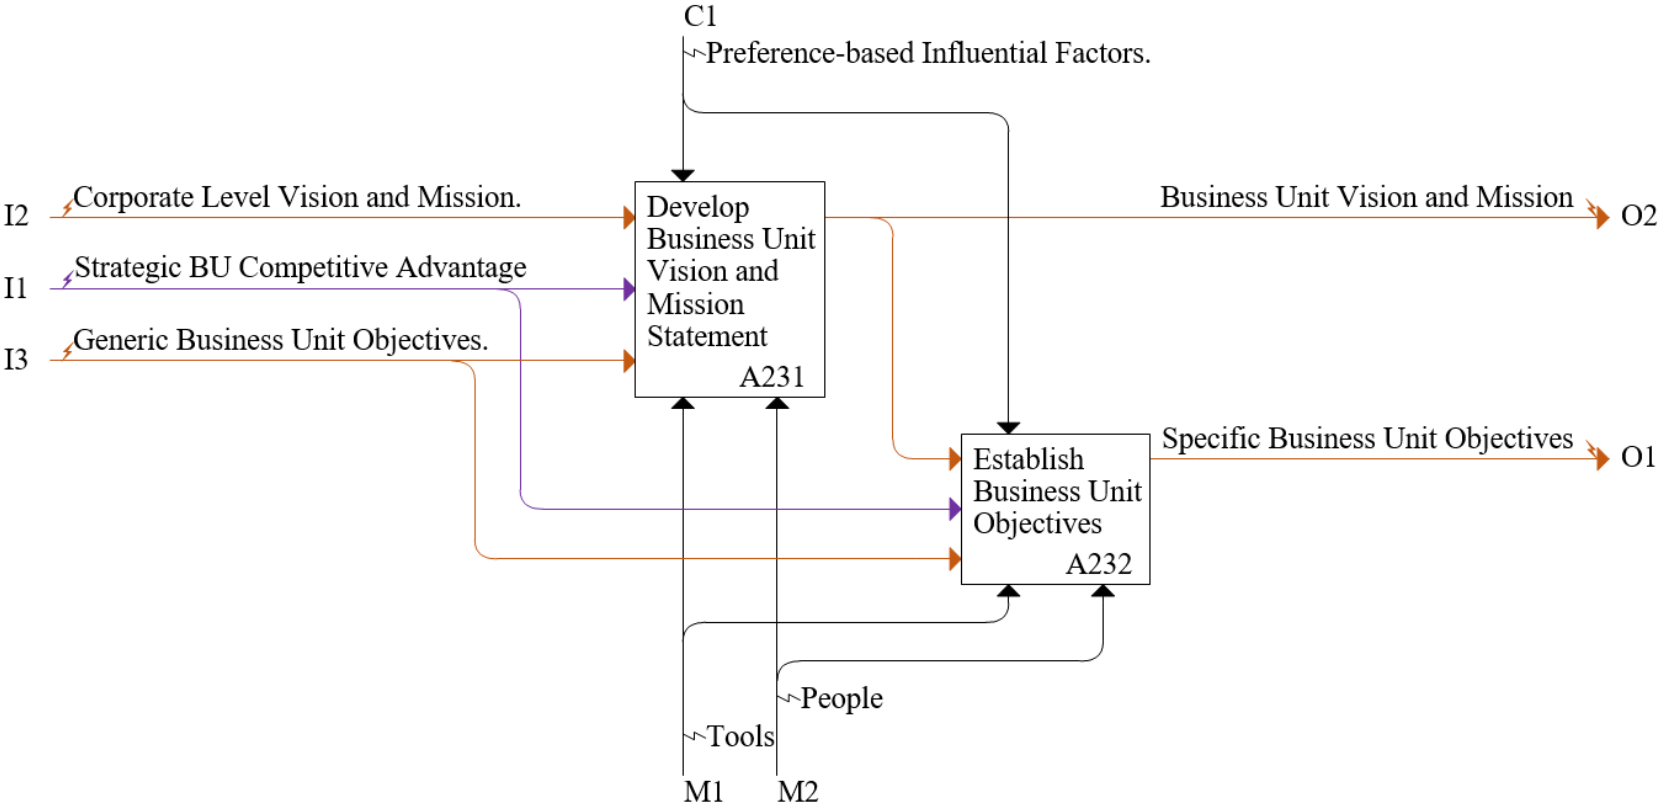 C1
Preference-based Influential Factors.
I2
Corporate Level Vision and Mission.
I1
Strategic BU Competitive Advantage
I3
Generic Business Unit Objectives.
Develop
Business Unit
Vision and
Mission
Statement
A231
Business Unit Vision and Mission
O2
Specific Business Unit Objectives
O1
Establish
Business Unit
Objectives
A232
People
Tools
M1
M2